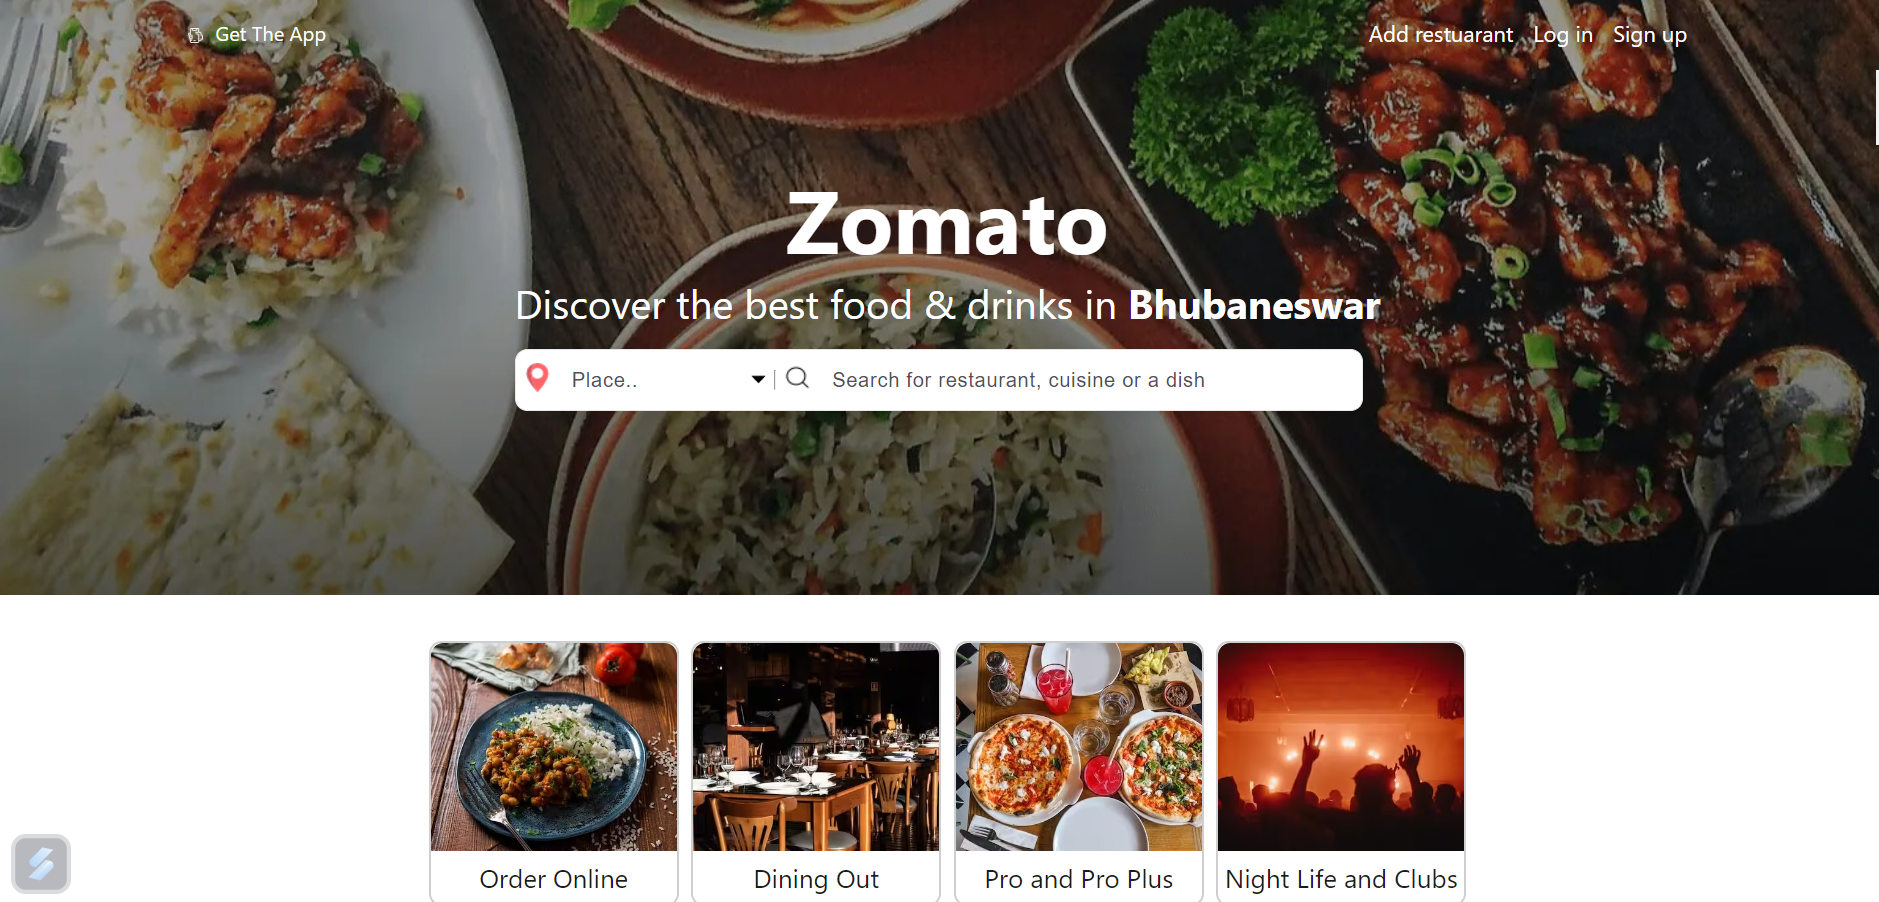 Get The App
Add restuarant Log in Sign up
Zomato
Discover the best food & drinks in Bhubaneswar
Place.. | Search for restaurant, cuisine or a dish
Order Online
Dining Out
Pro and Pro Plus
Night Life and Clubs